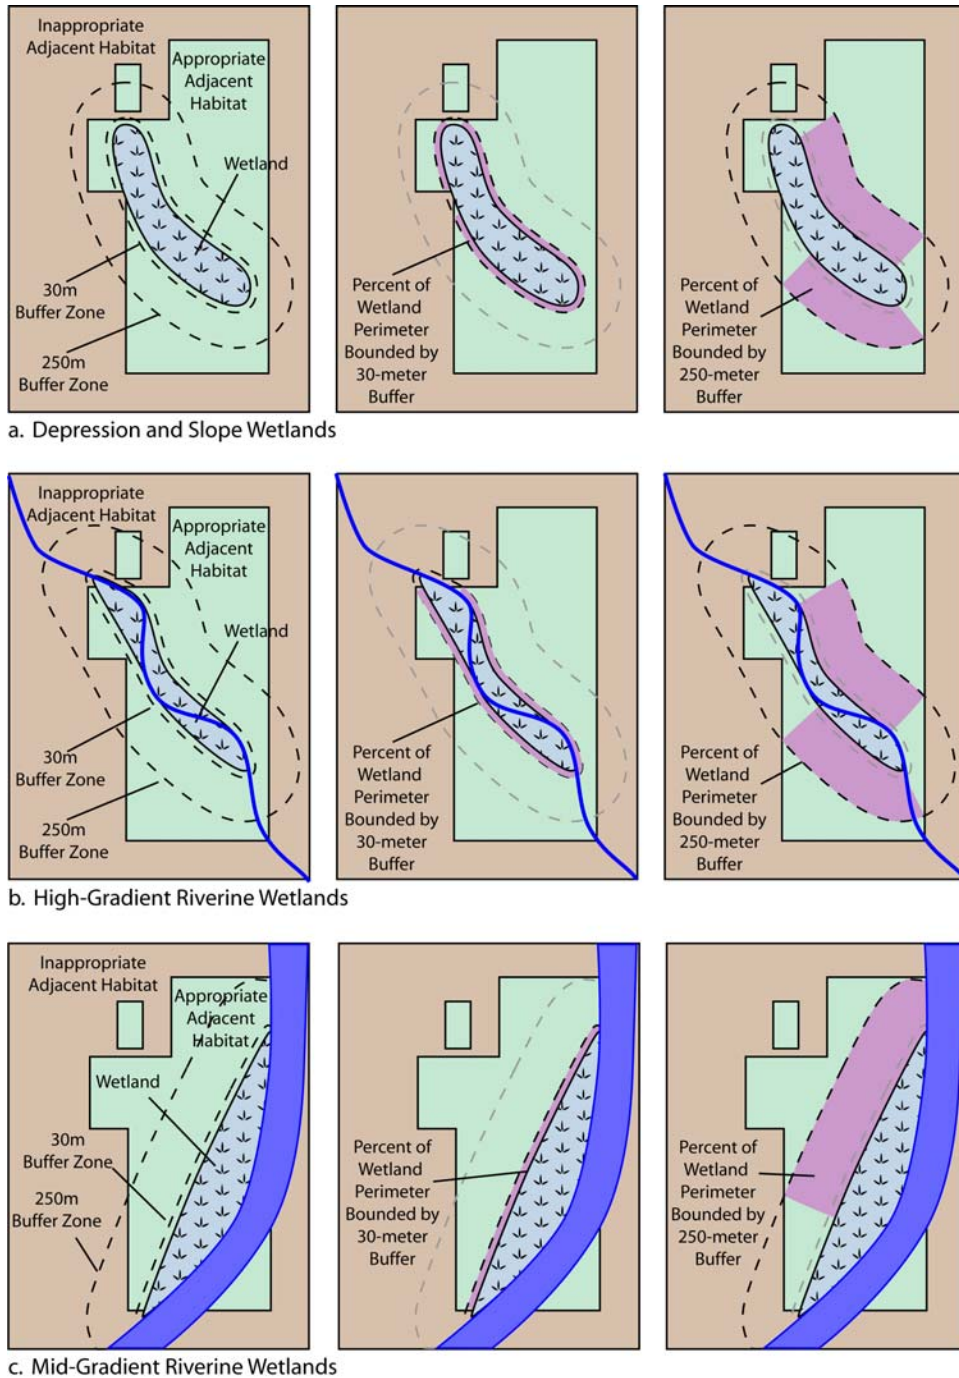 Inappropriate
Adjacent Habitat
Appropriate
Adjacent
Habitat
Wetland
30m
Buffer Zone
250m
Buffer Zone
Percent of
Wetland
Perimeter
Bounded by
30-meter
Buffer
Percent of
Wetland
Perimeter
Bounded by
250-meter
Buffer
a. Depression and Slope Wetlands
Inappropriate
Adjacent Habitat
Appropriate
Adjacent
Habitat
Wetland
30m
Buffer Zone
250m
Buffer Zone
Percent of
Wetland
Perimeter
Bounded by
30-meter
Buffer
Percent of
Wetland
Perimeter
Bounded by
250-meter
Buffer
b. High-Gradient Riverine Wetlands
Inappropriate
Adjacent Habitat
Appropriate
Adjacent
Habitat
Wetland
30m
Buffer Zone
250m
Buffer Zone
Percent of
Wetland
Perimeter
Bounded by
30-meter
Buffer
Percent of
Wetland
Perimeter
Bounded by
250-meter
Buffer
c. Mid-Gradient Riverine Wetlands